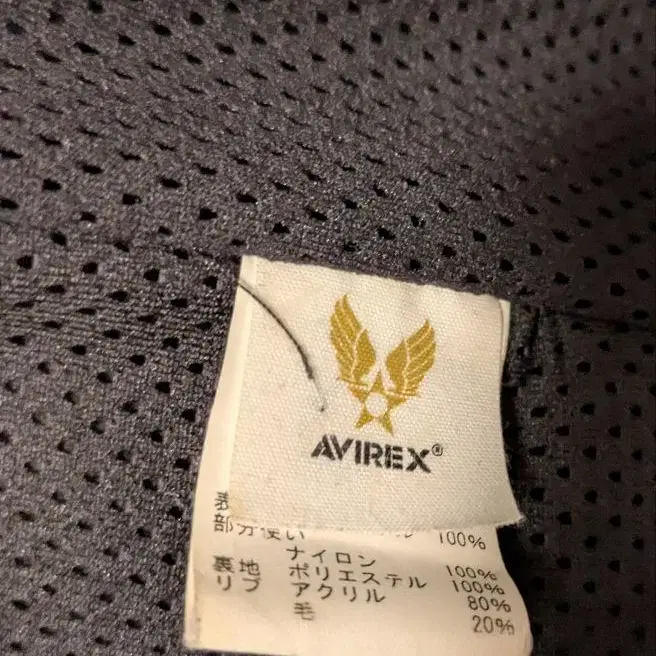 AVIREX®
表
部分使い 100%
ナイロン 100%
裏地 ポリエステル 100%
リブ アクリル 80%
毛 20%